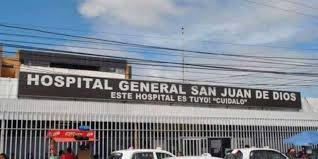 HOSPITAL GENERAL SAN JUAN DE DIOS
ESTE HOSPITAL ES TUYO! "CUIDALO"